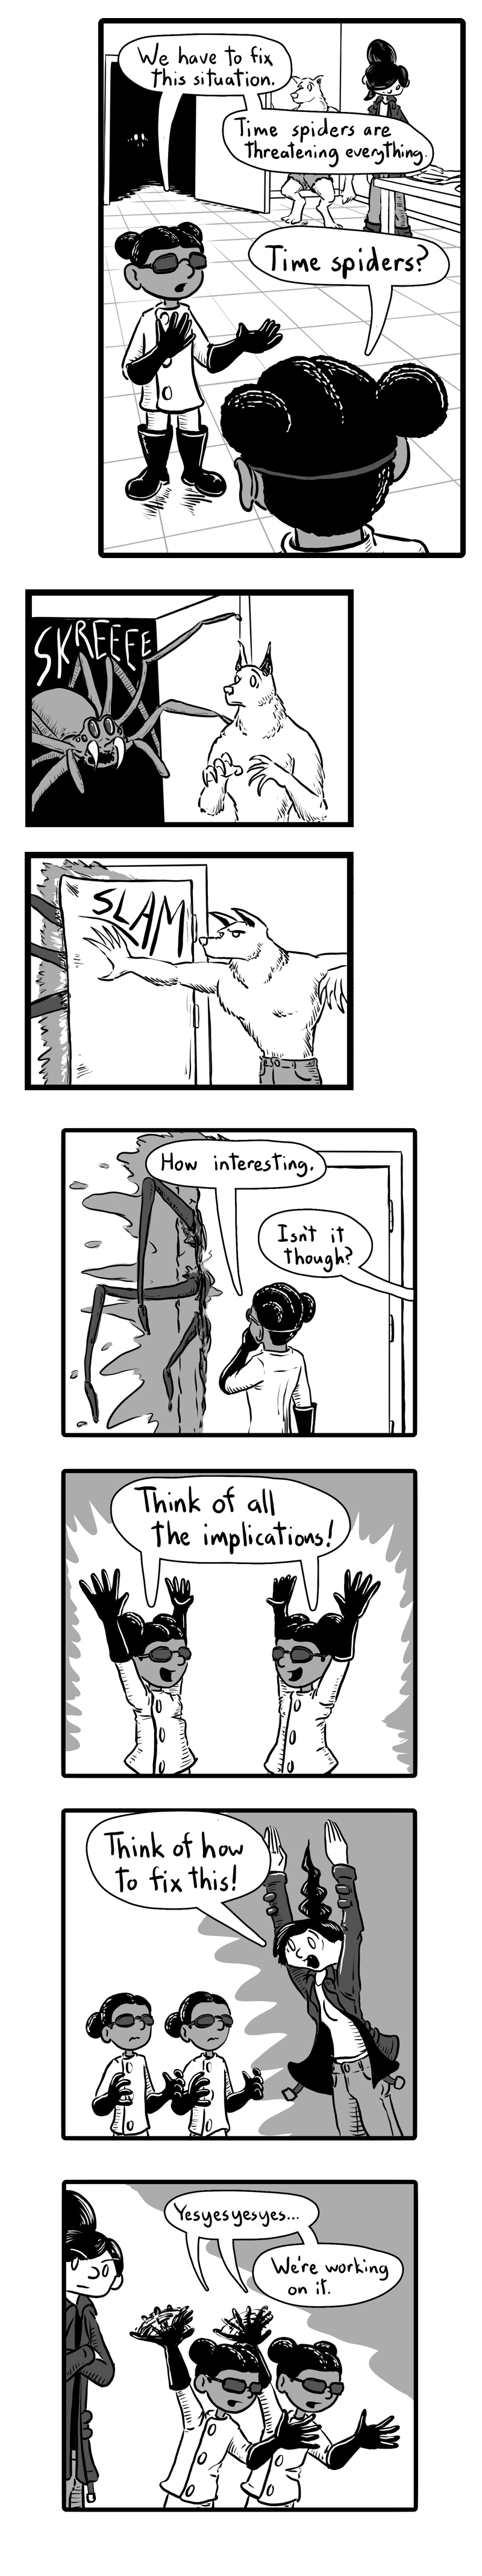 We have to fix
this situation.
Time spiders are
threatening everything.
Time spiders?
SKREEEE
SLAM
How interesting.
Isn't it
though?
Think of all
the implications!
Think of how
to fix this!
Yesyesyesyes...
We're working
on it.